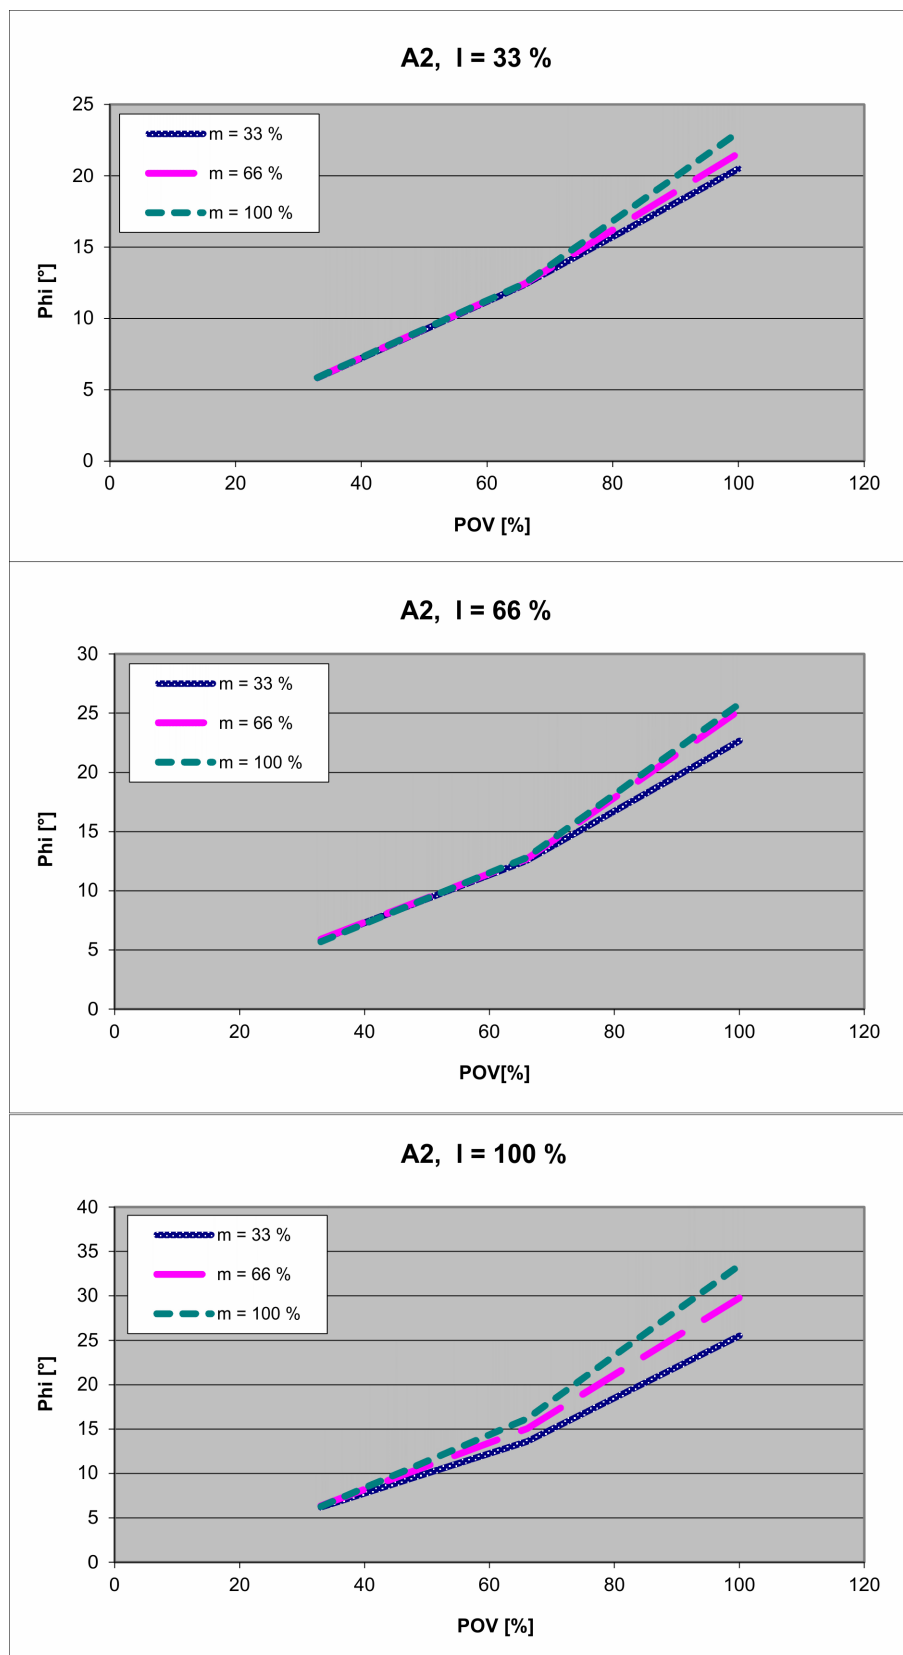 A2,  l = 33 %
25
20
15
10
5
0
m = 33 %
m = 66 %
m = 100 %
Phi [°]
0 20 40 60 80 100 120
POV [%]
A2,  l = 66 %
30
25
20
15
10
5
0
m = 33 %
m = 66 %
m = 100 %
Phi [°]
0 20 40 60 80 100 120
POV[%]
A2,  l = 100 %
40
35
30
25
20
15
10
5
0
m = 33 %
m = 66 %
m = 100 %
Phi [°]
0 20 40 60 80 100 120
POV [%]